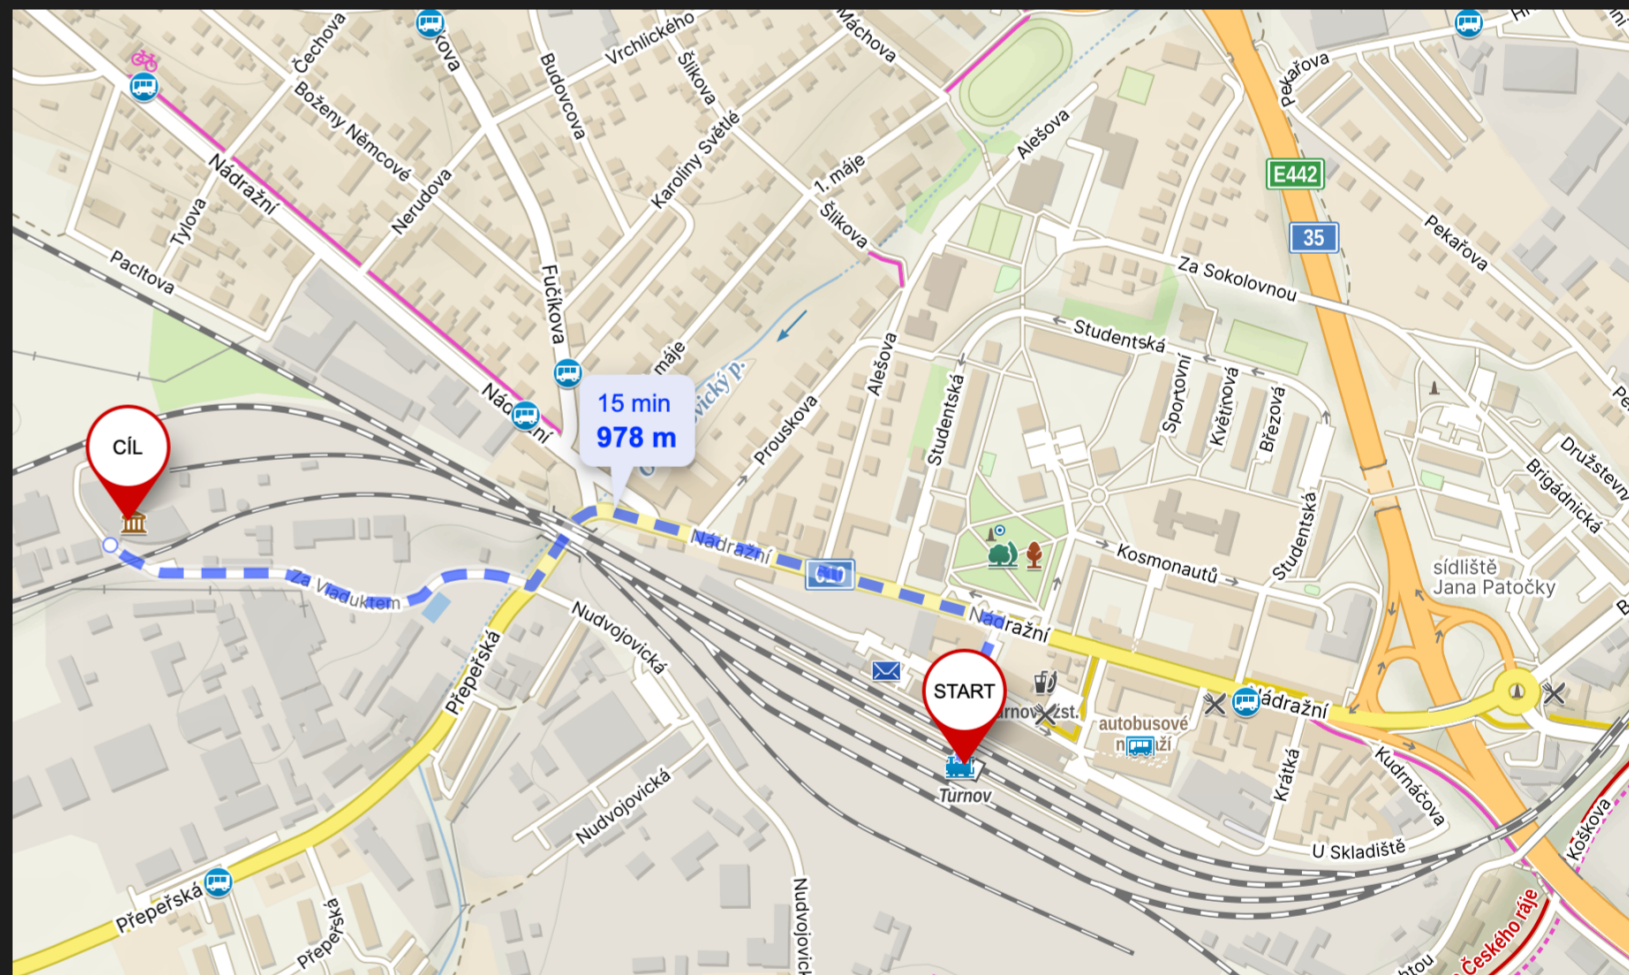 Čechova
Boženy Němcové
Nádražní
Tylova
Nerudova
Pacltova
kova
Budovcova
Vrchlického
Šlikova
Máchova
Karoliny Světlé
1. máje
Šlikova
Alešova
Fučíkova
E442
35
Pekařova
Pekařova
Za Sokolovnou
Studentská
Sportovní
Květinová
Březová
Alešova
Studentská
máje
Prouskova
15 min
978 m
CÍL
Za Viaduktem
Nádražní
Nádražní
Kosmonautů
Studentská
Družstevn
Brigádnická
sídliště
Jana Patočky
Nudvojovická
Přepeřská
START
Turnov
autobusové
Nádražní
Krátká
Kudrnáčova
U Skladiště
Koškova
Českého ráje
Nudvojovická
Nudvojovick
Přepeřská
Přepeřská